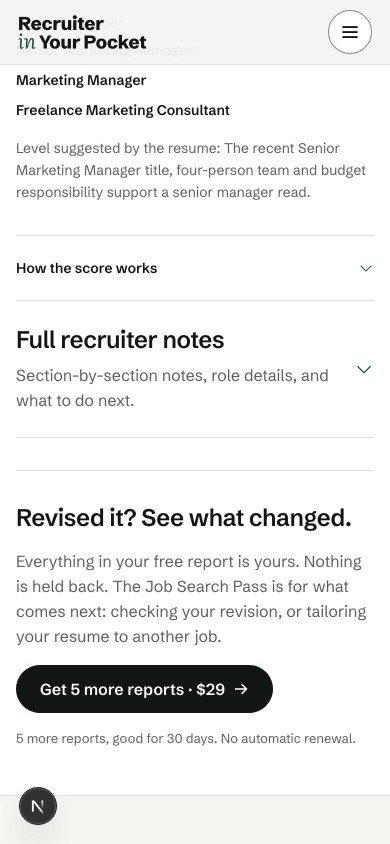 Recruiter
in Your Pocket
Marketing Manager
Freelance Marketing Consultant
Level suggested by the resume: The recent Senior
Marketing Manager title, four-person team and budget
responsibility support a senior manager read.
How the score works
Full recruiter notes
Section-by-section notes, role details, and
what to do next.
Revised it? See what changed.
Everything in your free report is yours. Nothing
is held back. The Job Search Pass is for what
comes next: checking your revision, or tailoring
your resume to another job.
Get 5 more reports · $29 →
5 more reports, good for 30 days. No automatic renewal.
N